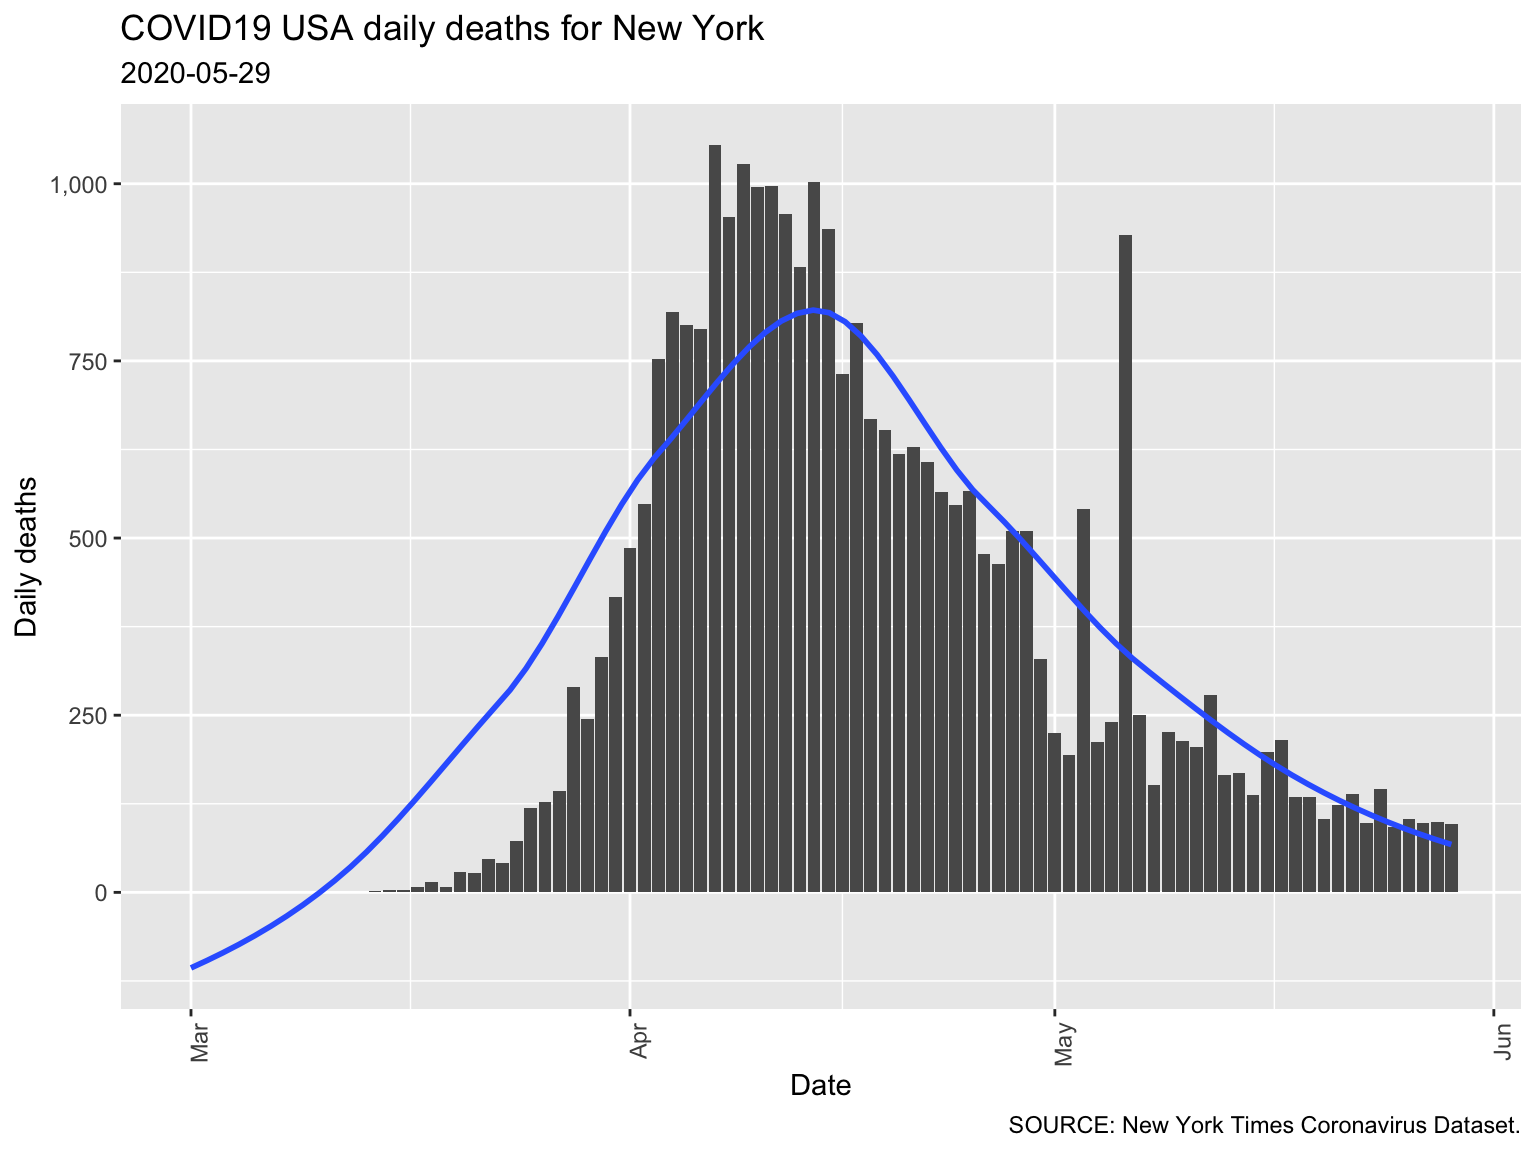 COVID19 USA daily deaths for New York
2020-05-29
Daily deaths
1,000
750
500
250
0
Mar
Apr
May
Jun
Date
SOURCE: New York Times Coronavirus Dataset.